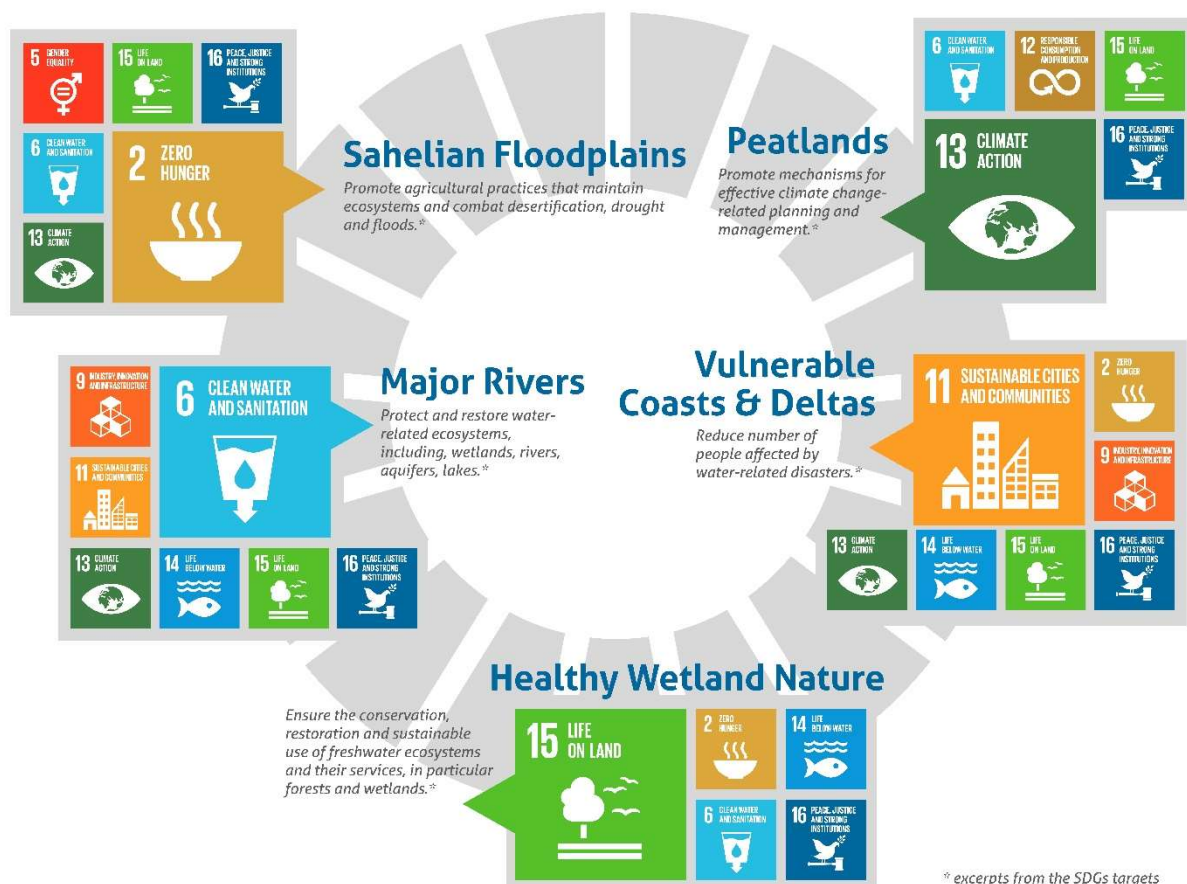 5 GENDER
EQUALITY
15 LIFE
ON LAND
16 PEACE, JUSTICE
AND STRONG
INSTITUTIONS
6 CLEAN WATER
AND SANITATION
2 ZERO
HUNGER
13 CLIMATE
ACTION
Sahelian Floodplains
Promote agricultural practices that maintain
ecosystems and combat desertification, drought
and floods.*
6 CLEAN WATER
AND SANITATION
12 RESPONSIBLE
CONSUMPTION
AND PRODUCTION
15 LIFE
ON LAND
13 CLIMATE
ACTION
16 PEACE, JUSTICE
AND STRONG
INSTITUTIONS
Peatlands
Promote mechanisms for
effective climate change-
related planning and
management.*
9 INDUSTRY, INNOVATION
AND INFRASTRUCTURE
6 CLEAN WATER
AND SANITATION
11 SUSTAINABLE CITIES
AND COMMUNITIES
13 CLIMATE
ACTION
14 LIFE
BELOW WATER
15 LIFE
ON LAND
16 PEACE, JUSTICE
AND STRONG
INSTITUTIONS
Major Rivers
Protect and restore water-
related ecosystems,
including, wetlands, rivers,
aquifers, lakes.*
Vulnerable
Coasts & Deltas
Reduce number of
people affected by
water-related disasters.*
11 SUSTAINABLE CITIES
AND COMMUNITIES
2 ZERO
HUNGER
9 INDUSTRY, INNOVATION
AND INFRASTRUCTURE
13 CLIMATE
ACTION
14 LIFE
BELOW WATER
15 LIFE
ON LAND
16 PEACE, JUSTICE
AND STRONG
INSTITUTIONS
Healthy Wetland Nature
Ensure the conservation,
restoration and sustainable
use of freshwater ecosystems
and their services, in particular
forests and wetlands.*
15 LIFE
ON LAND
2 ZERO
HUNGER
14 LIFE
BELOW WATER
6 CLEAN WATER
AND SANITATION
16 PEACE, JUSTICE
AND STRONG
INSTITUTIONS
* excerpts from the SDGs targets